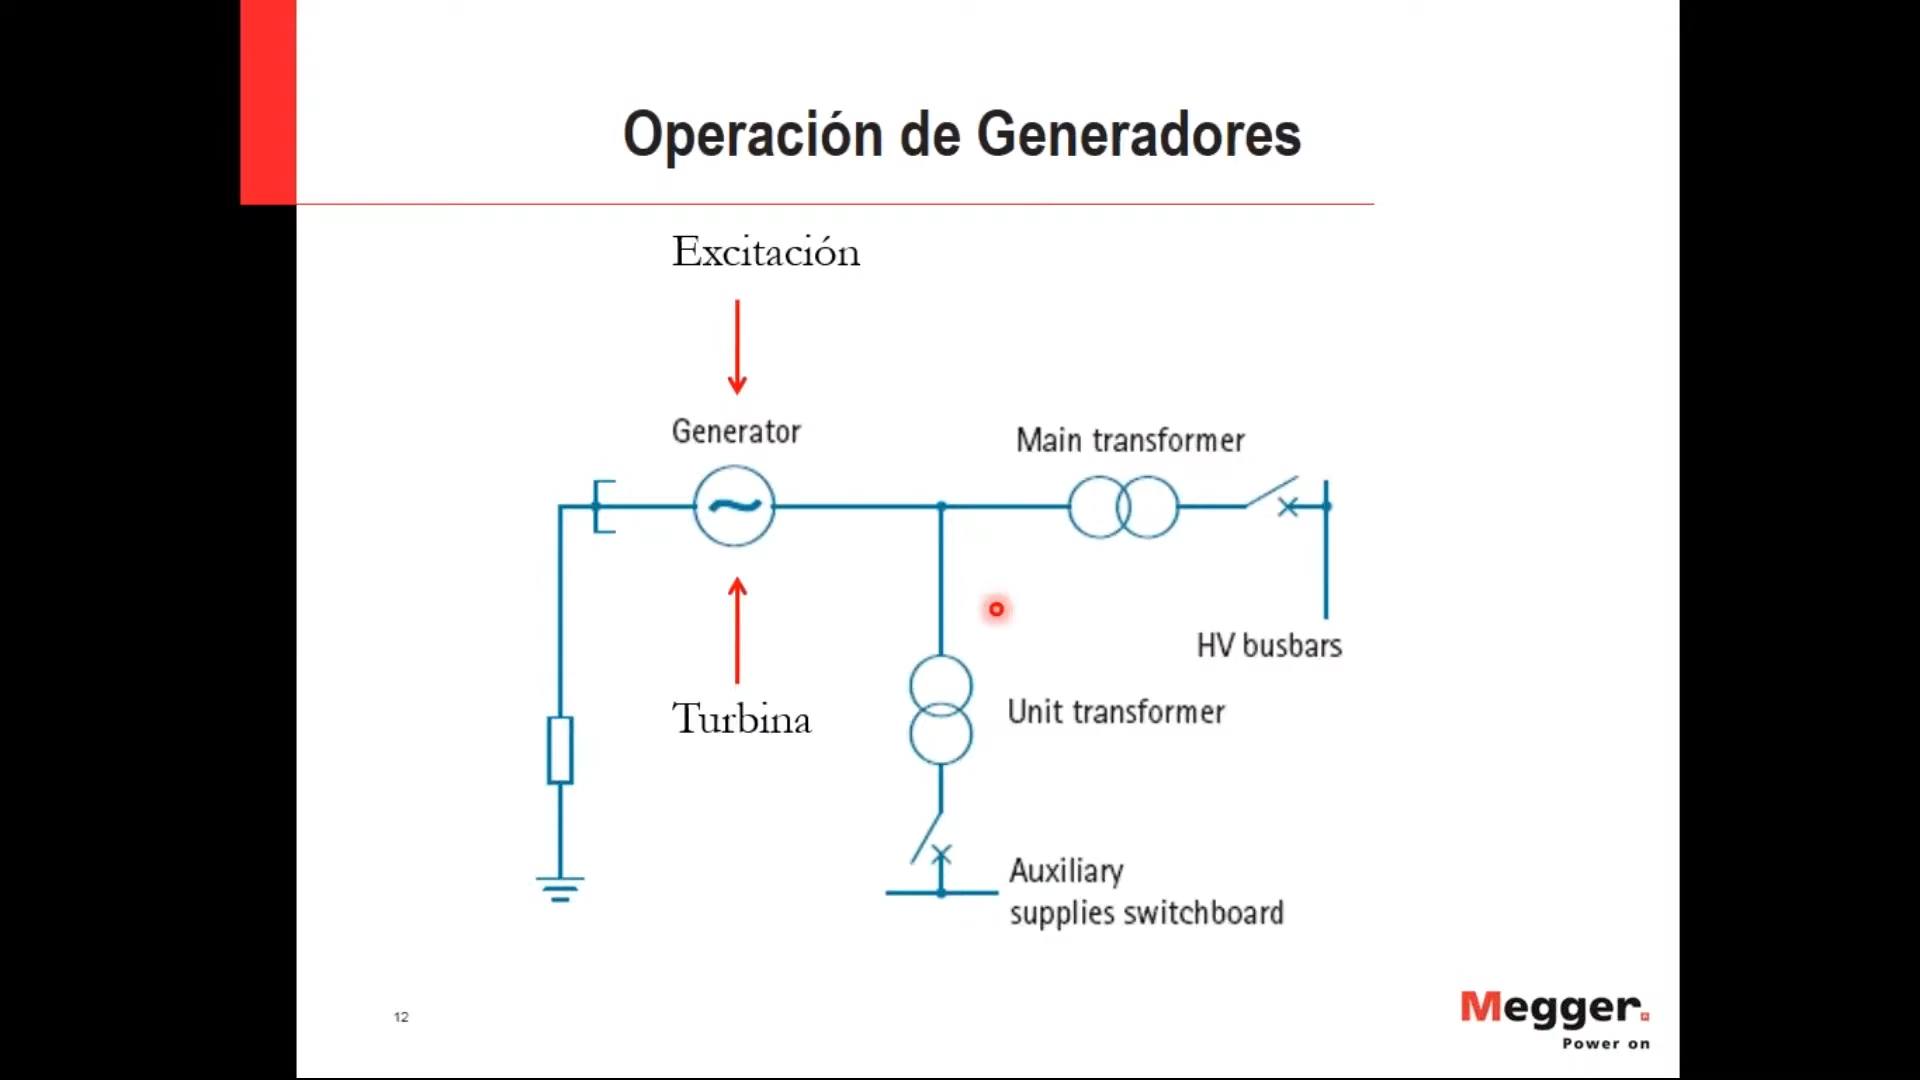 Operación de Generadores
Excitación
Generator
Main transformer
HV busbars
Turbina
Unit transformer
Auxiliary
supplies switchboard
12
Megger.
Power on